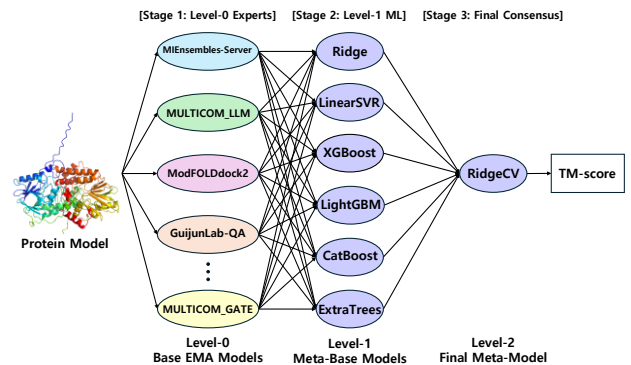 [Stage 1: Level-0 Experts] [Stage 2: Level-1 ML] [Stage 3: Final Consensus]
MIEnsembles-Server
MULTICOM_LLM
ModFOLDdock2
GuijunLab-QA
MULTICOM_GATE
Ridge
LinearSVR
XGBoost
LightGBM
CatBoost
ExtraTrees
RidgeCV
TM-score
Protein Model
Level-0
Base EMA Models
Level-1
Meta-Base Models
Level-2
Final Meta-Model